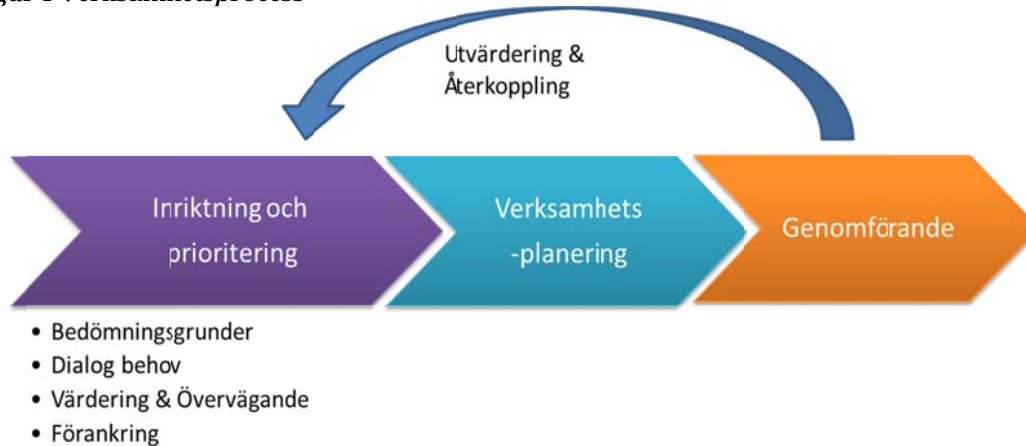 Utvärdering &
Återkoppling
Inriktning och
prioritering
Verksamhets
-planering
Genomförande
• Bedömningsgrunder
• Dialog behov
• Värdering & Övervägande
• Förankring